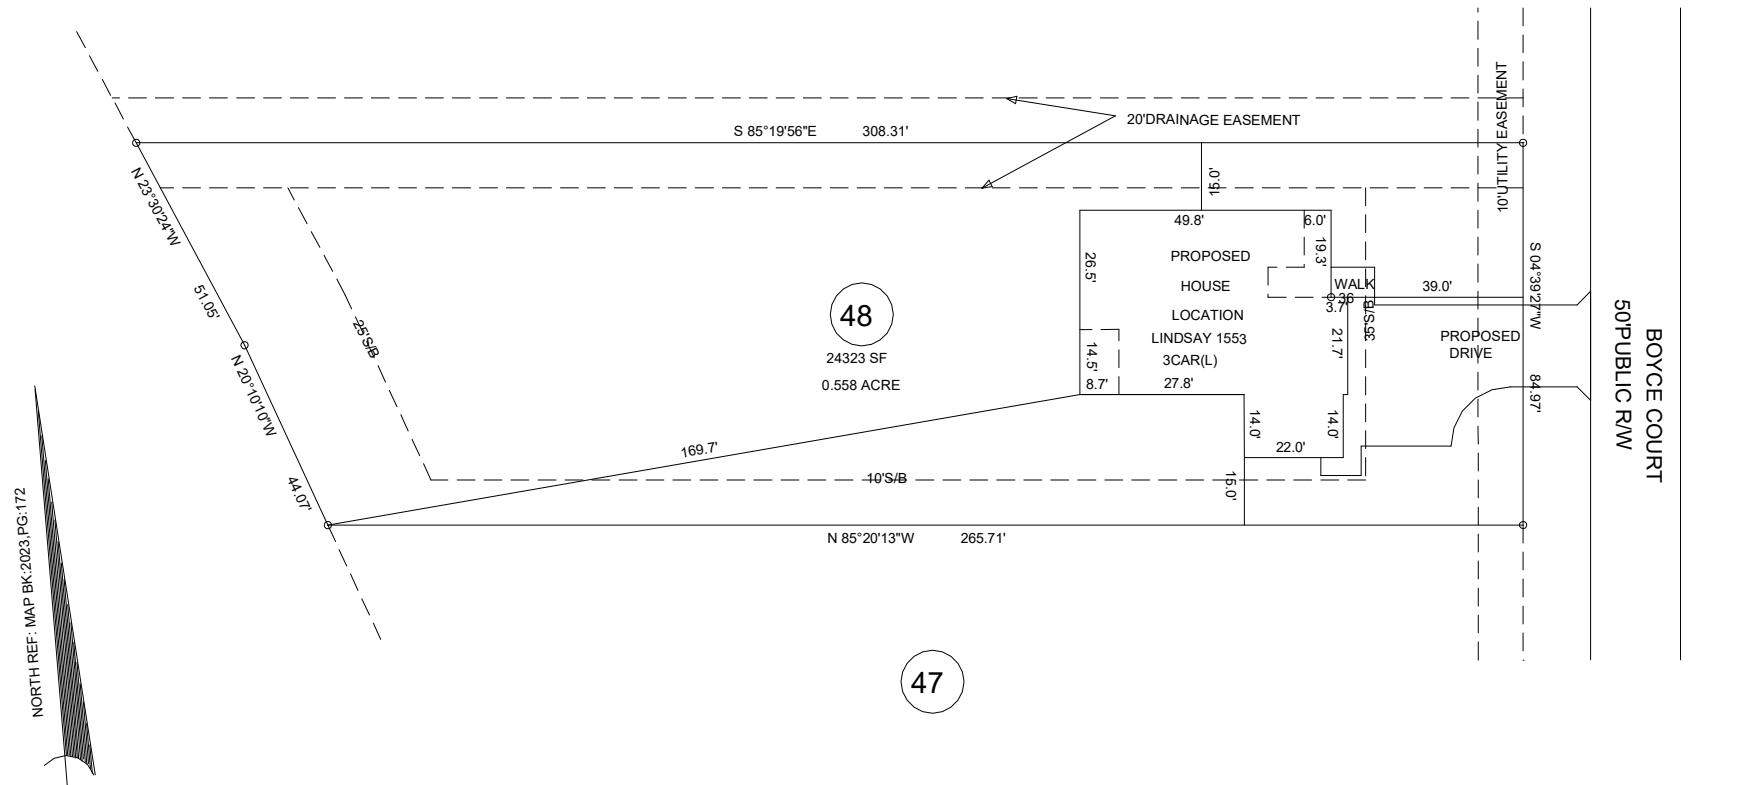 20'DRAINAGE EASEMENT
10'UTILITY EASEMENT
S 85°19'56"E 308.31'
N 23°30'24"W
51.05'
N 20°10'10"W
44.07'
25'S/B
15.0'
49.8'
6.0'
19.3'
26.5'
PROPOSED
HOUSE
LOCATION
LINDSAY 1553
3CAR(L)
WALK
36
3.7'
39.0'
35'S/B
21.7'
14.5'
8.7'
27.8'
14.0'
14.0'
22.0'
15.0'
PROPOSED
DRIVE
S 04°39'27"W
84.97'
BOYCE COURT
50'PUBLIC R/W
48
24323 SF
0.558 ACRE
169.7'
10'S/B
N 85°20'13"W 265.71'
47
NORTH REF: MAP BK:2023,PG:172